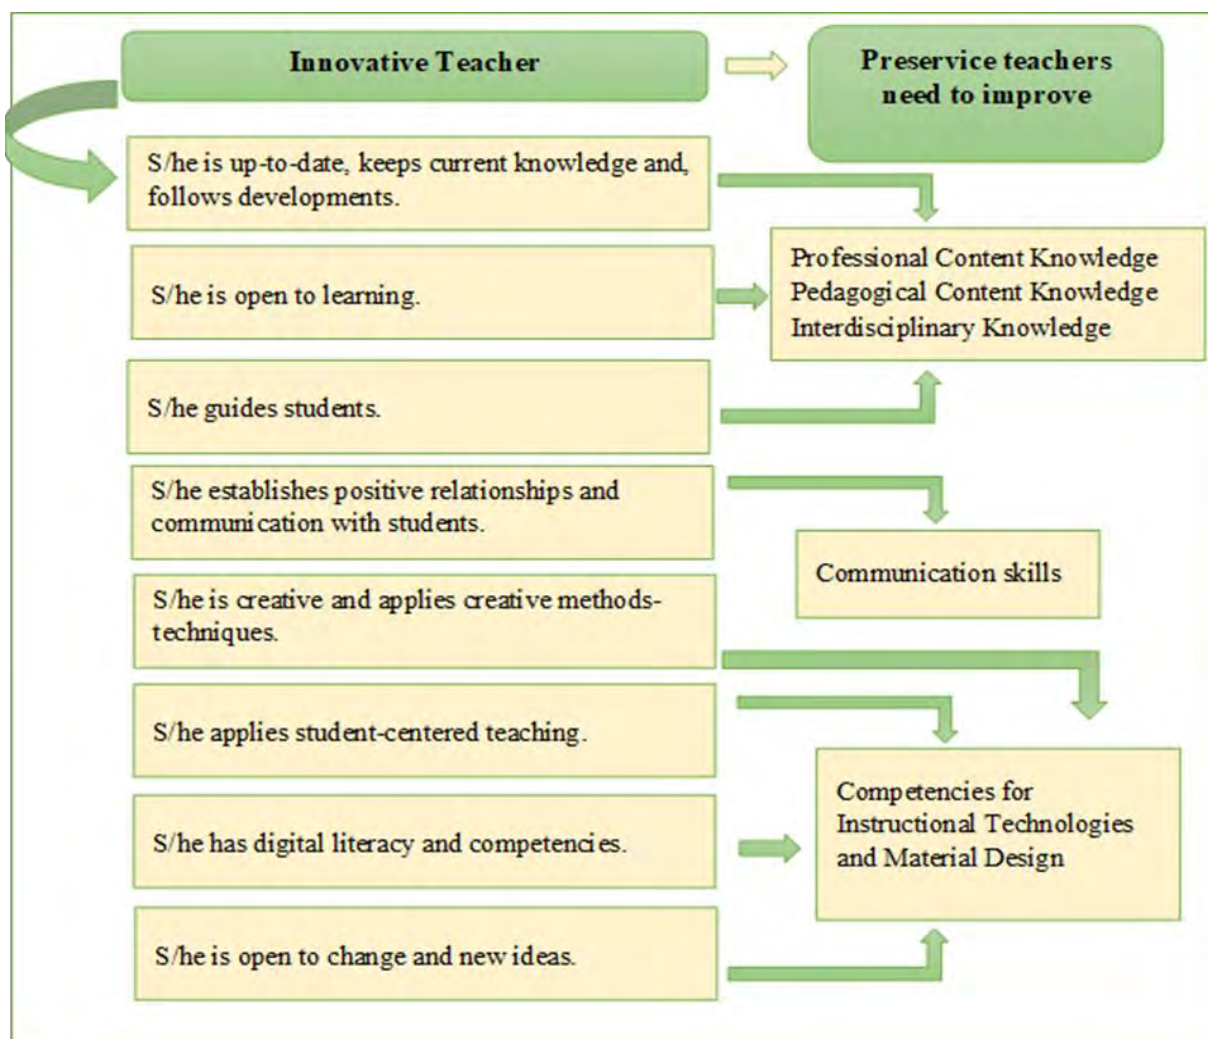 Innovative Teacher
Preservice teachers
need to improve
S/he is up-to-date, keeps current knowledge and,
follows developments.
S/he is open to learning.
Professional Content Knowledge
Pedagogical Content Knowledge
Interdisciplinary Knowledge
S/he guides students.
S/he establishes positive relationships and
communication with students.
Communication skills
S/he is creative and applies creative methods-
techniques.
S/he applies student-centered teaching.
S/he has digital literacy and competencies.
Competencies for
Instructional Technologies
and Material Design
S/he is open to change and new ideas.